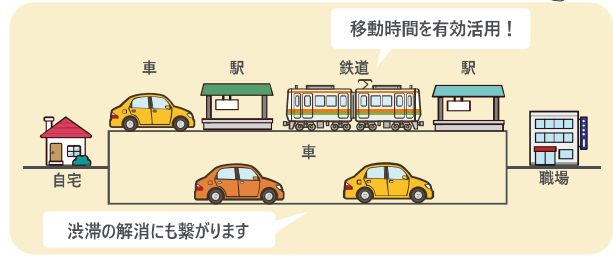 移動時間を有効活用！
車
駅
鉄道
駅
車
自宅
職場
渋滞の解消にも繋がります